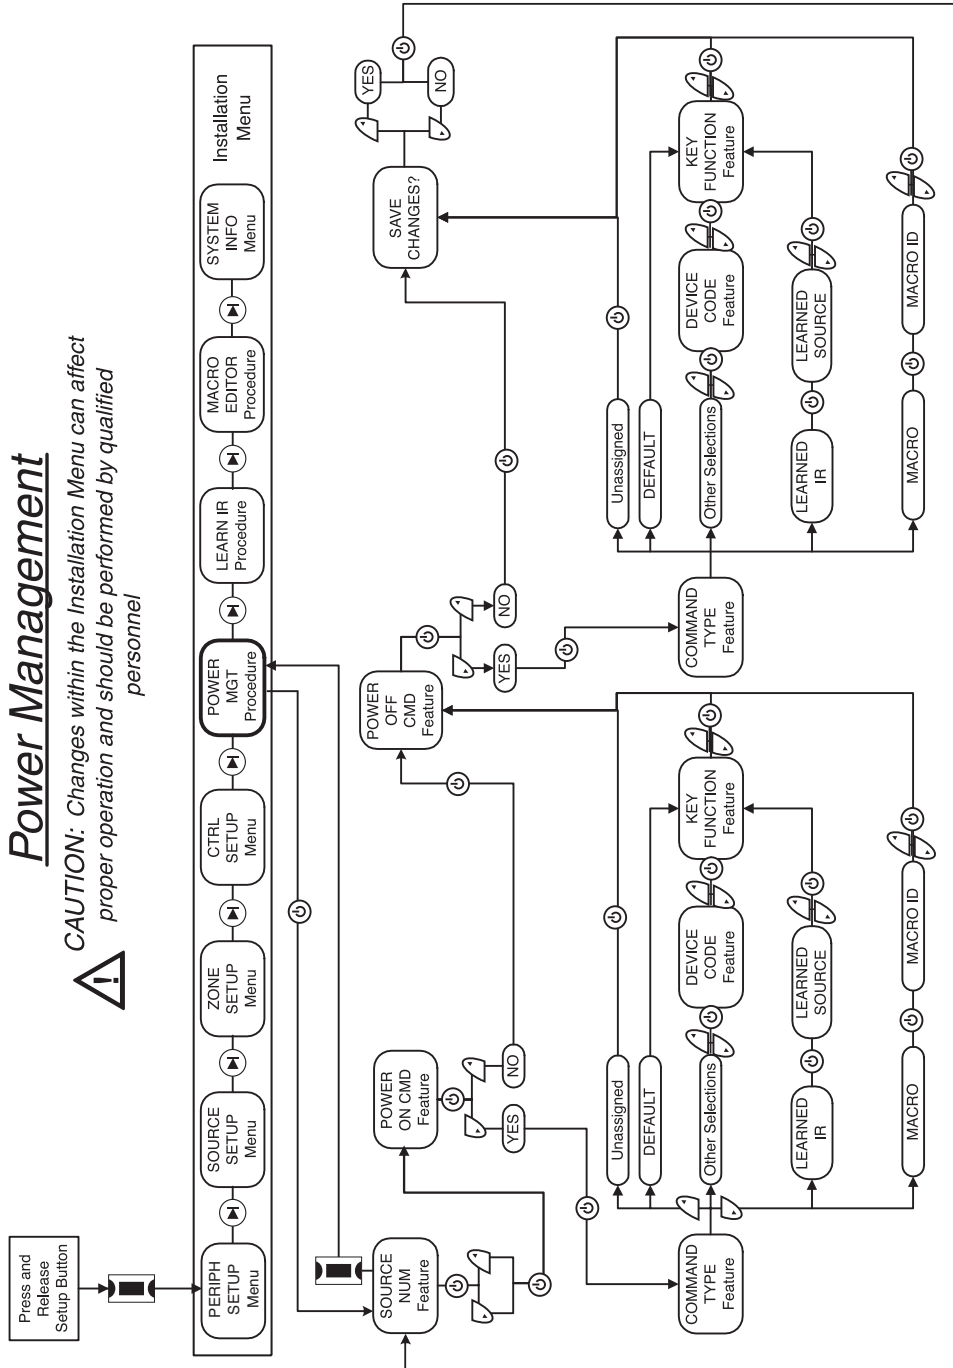 Power Management
CAUTION: Changes within the Installation Menu can affect
proper operation and should be performed by qualified
personnel
Press and
Release
Setup Button
PERIPH
SETUP
Menu
SOURCE
SETUP
Menu
ZONE
SETUP
Menu
CTRL
SETUP
Menu
POWER
MGT
Procedure
LEARN IR
Procedure
MACRO
EDITOR
Procedure
SYSTEM
INFO
Menu
Installation
Menu
SOURCE
NUM
Feature
POWER
ON CMD
Feature
YES
NO
POWER
OFF
CMD
Feature
YES
NO
SAVE
CHANGES?
YES
NO
COMMAND
TYPE
Feature
Unassigned
DEFAULT
Other Selections
DEVICE
CODE
Feature
KEY
FUNCTION
Feature
LEARNED
IR
LEARNED
SOURCE
MACRO
MACRO ID
COMMAND
TYPE
Feature
Unassigned
DEFAULT
Other Selections
DEVICE
CODE
Feature
KEY
FUNCTION
Feature
LEARNED
IR
LEARNED
SOURCE
MACRO
MACRO ID